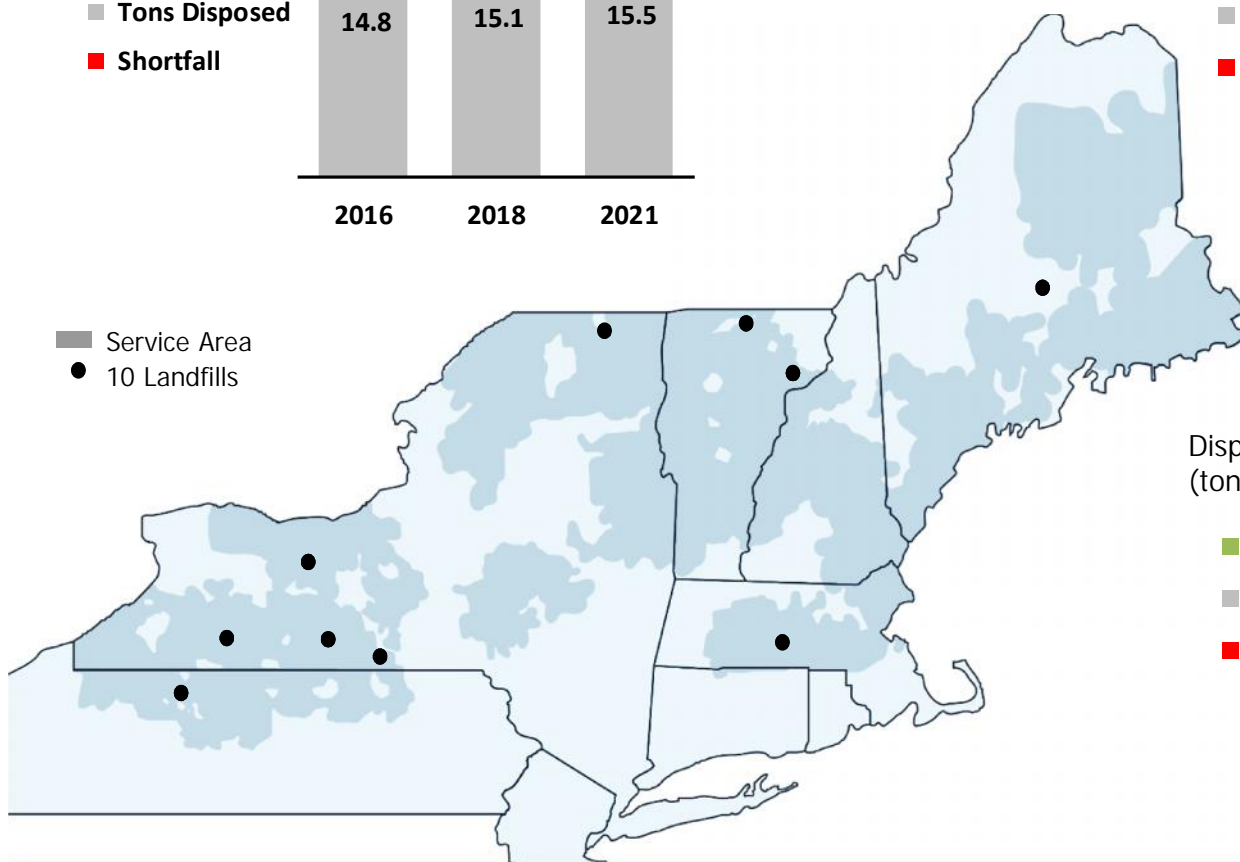 Tons Disposed
Shortfall
14.8 15.1 15.5
2016 2018 2021
Service Area
10 Landfills
Disp
(ton